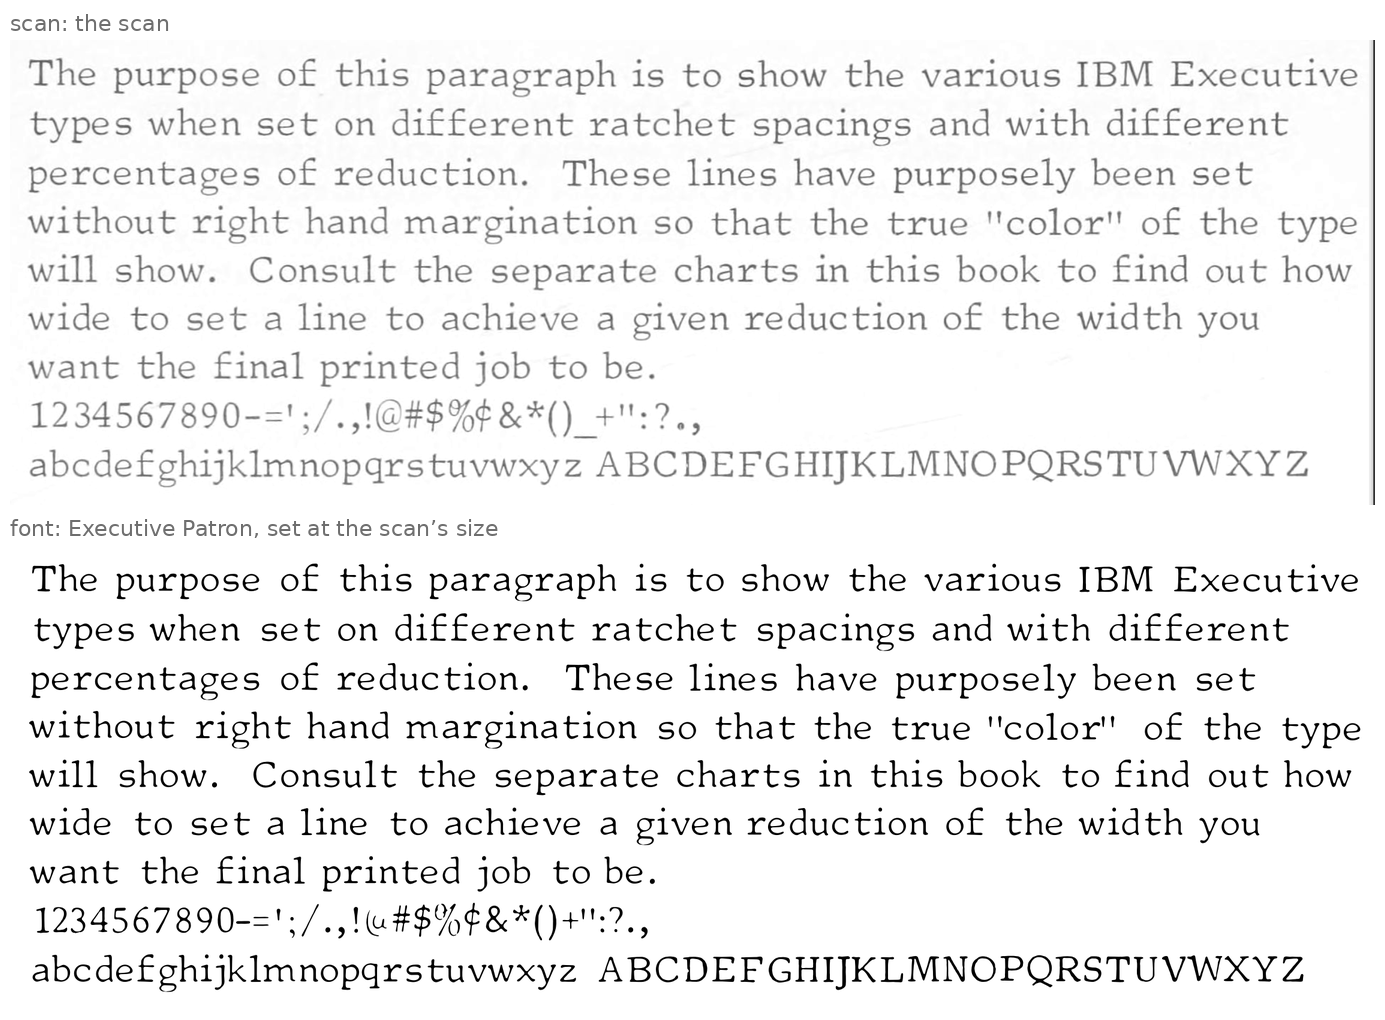 scan: the scan
The purpose of this paragraph is to show the various IBM Executive
types when set on different ratchet spacings and with different
percentages of reduction.  These lines have purposely been set
without right hand margination so that the true "color" of the type
will show.  Consult the separate charts in this book to find out how
wide to set a line to achieve a given reduction of the width you
want the final printed job to be.
1234567890-=';/.,!@#$%¢&*()_+":?.,
abcdefghijklmnopqrstuvwxyz ABCDEFGHIJKLMNOPQRSTUVWXYZ
font: Executive Patron, set at the scan’s size
The purpose of this paragraph is to show the various IBM Executive
types when set on different ratchet spacings and with different
percentages of reduction.  These lines have purposely been set
without right hand margination so that the true "color" of the type
will show.  Consult the separate charts in this book to find out how
wide to set a line to achieve a given reduction of the width you
want the final printed job to be.
1234567890-=';/.,!@#$%¢&*()+":?.,
abcdefghijklmnopqrstuvwxyz ABCDEFGHIJKLMNOPQRSTUVWXYZ